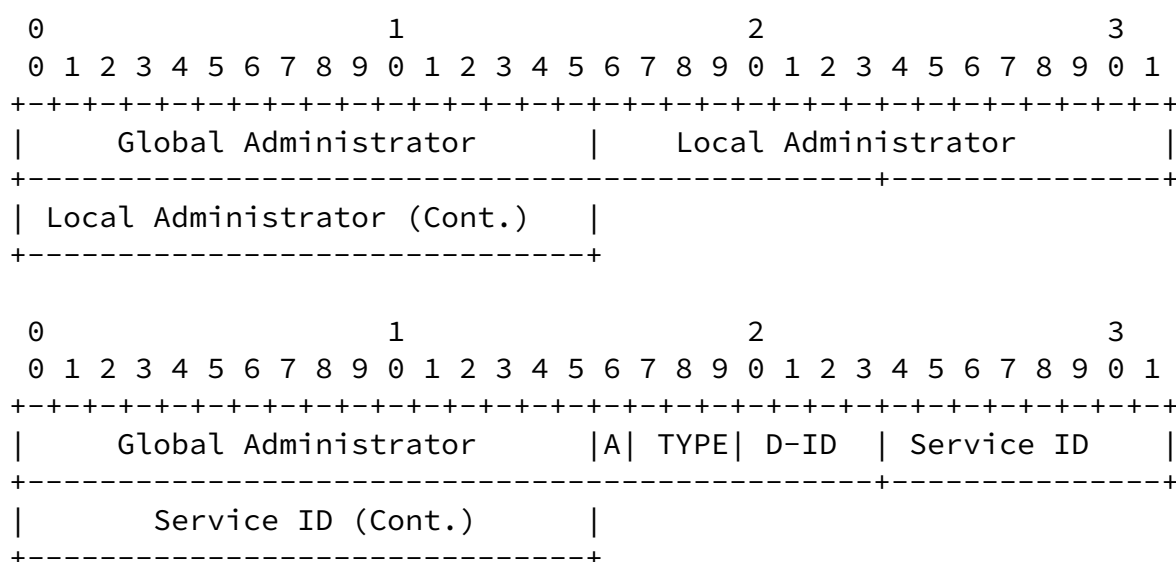 0                   1                   2                   3
 0 1 2 3 4 5 6 7 8 9 0 1 2 3 4 5 6 7 8 9 0 1 2 3 4 5 6 7 8 9 0 1
+-+-+-+-+-+-+-+-+-+-+-+-+-+-+-+-+-+-+-+-+-+-+-+-+-+-+-+-+-+-+-+-+
|     Global Administrator      |    Local Administrator        |
+-----------------------------------------------+---------------+
| Local Administrator (Cont.)   |
+-------------------------------+

 0                   1                   2                   3
 0 1 2 3 4 5 6 7 8 9 0 1 2 3 4 5 6 7 8 9 0 1 2 3 4 5 6 7 8 9 0 1
+-+-+-+-+-+-+-+-+-+-+-+-+-+-+-+-+-+-+-+-+-+-+-+-+-+-+-+-+-+-+-+-+
|     Global Administrator      |A| TYPE| D-ID  | Service ID    |
+-----------------------------------------------+---------------+
|       Service ID (Cont.)      |
+-------------------------------+